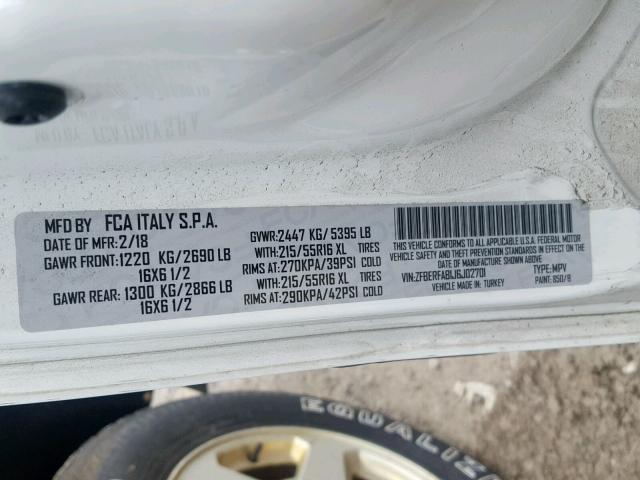 MFD BY FCA ITALY S.P.A.
DATE OF MFR: 2/18
GAWR FRONT: 1220 KG/ 2690 LB
16X6 1/2
GAWR REAR: 1300 KG/ 2866 LB
16X6 1/2
GVWR: 2447 KG/ 5395 LB
WITH: 215/55R16 XL TIRES
RIMS AT: 270KPA/39PSI COLD
WITH: 215/55R16 XL TIRES
RIMS AT: 290KPA/42PSI COLD
THIS VEHICLE CONFORMS TO ALL APPLICABLE U.S.A. FEDERAL MOTOR
VEHICLE SAFETY AND THEFT PREVENTION STANDARDS IN EFFECT ON THE
DATE OF MANUFACTURE SHOWN ABOVE
VIN: ZFBERFAB1J6J02701 TYPE: MPV
VEHICLE MADE IN: TURKEY PAINT: 850/B